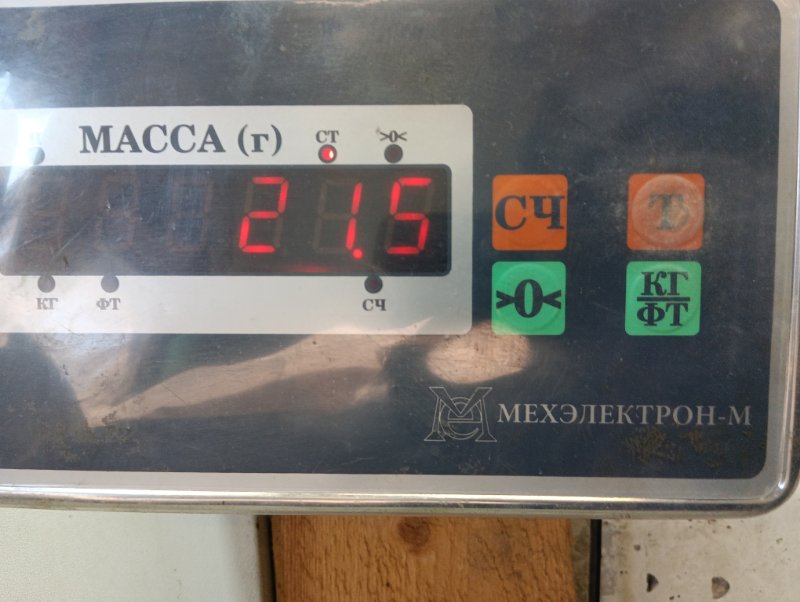 МАССА (г) СТ >0<
21.5
КГ ФТ СЧ
СЧ Т
>0< КГ/ФТ
МЕХЭЛЕКТРОН-М